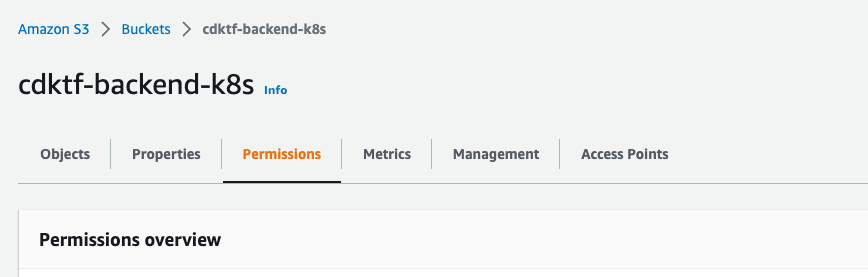 Amazon S3 > Buckets > cdktf-backend-k8s
cdktf-backend-k8s Info
Objects Properties Permissions Metrics Management Access Points
Permissions overview